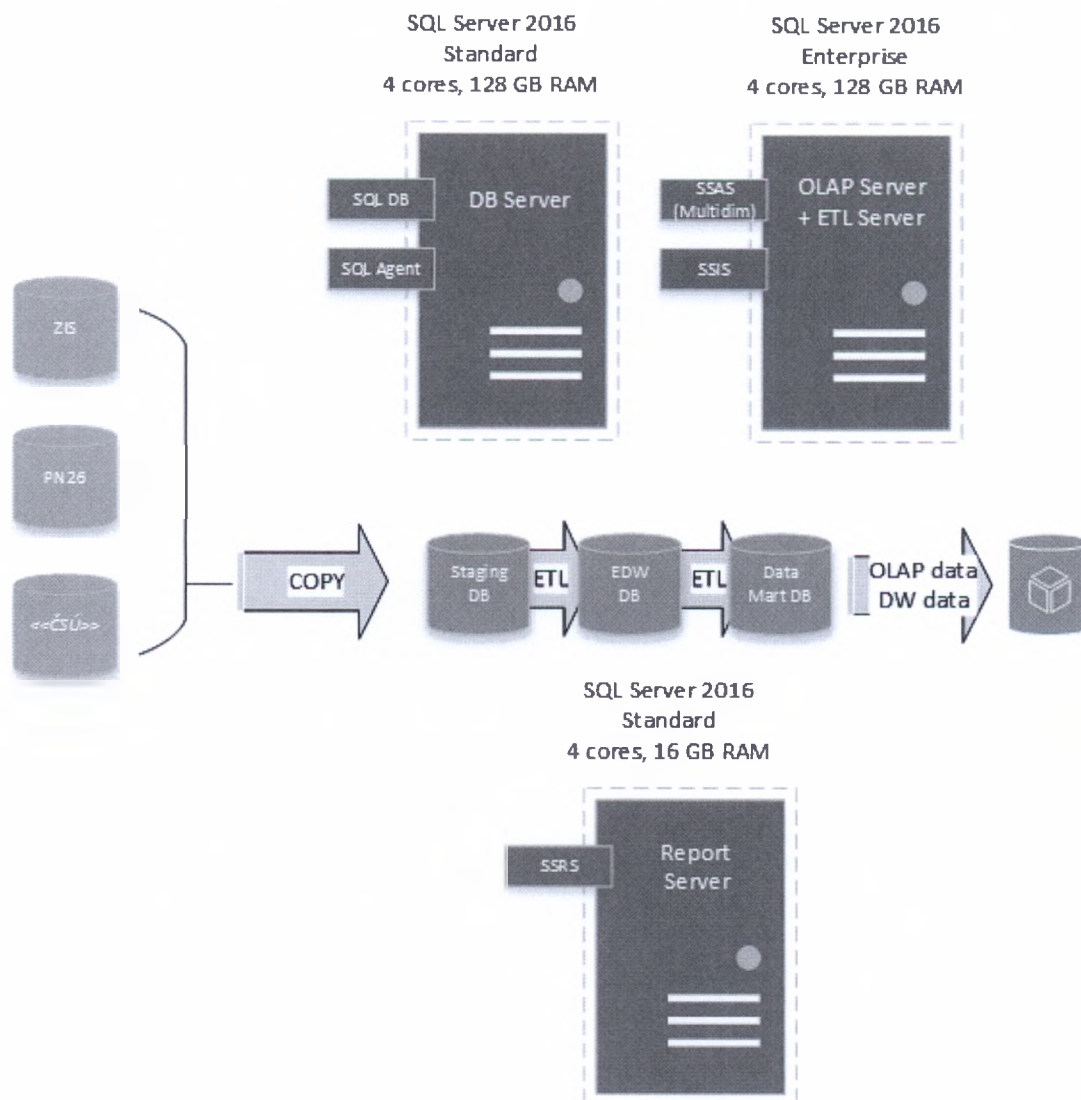 SQL Server 2016
Standard
4 cores, 128 GB RAM
SQL Server 2016
Enterprise
4 cores, 128 GB RAM
SQL DB
SQL Agent
DB Server
SSAS
(Multidim)
SSIS
OLAP Server
+ ETL Server
ZIS
PN26
<<ČSÚ>>
COPY
Staging
DB
ETL
EDW
DB
ETL
Data
Mart DB
OLAP data
DW data
SQL Server 2016
Standard
4 cores, 16 GB RAM
SSRS
Report
Server